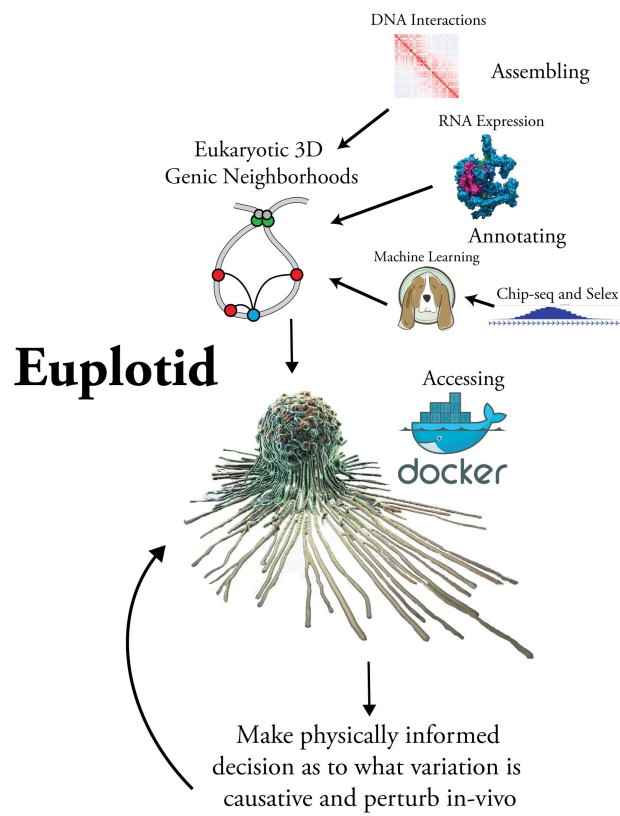 DNA Interactions
Assembling
RNA Expression
Eukaryotic 3D
Genic Neighborhoods
Annotating
Machine Learning
Chip-seq and Selex
Euplotid
Accessing
docker
Make physically informed
decision as to what variation is
causative and perturb in-vivo